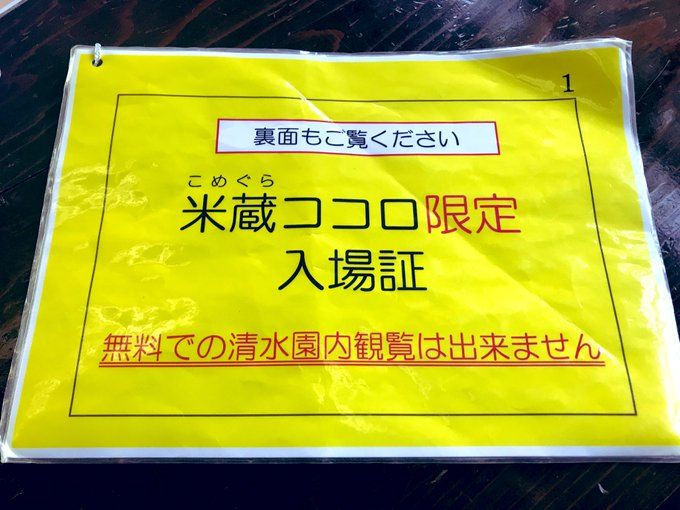 1
裏面もご覧ください
こめぐら
米蔵ココロ限定
入場証
無料での清水園内観覧は出来ません